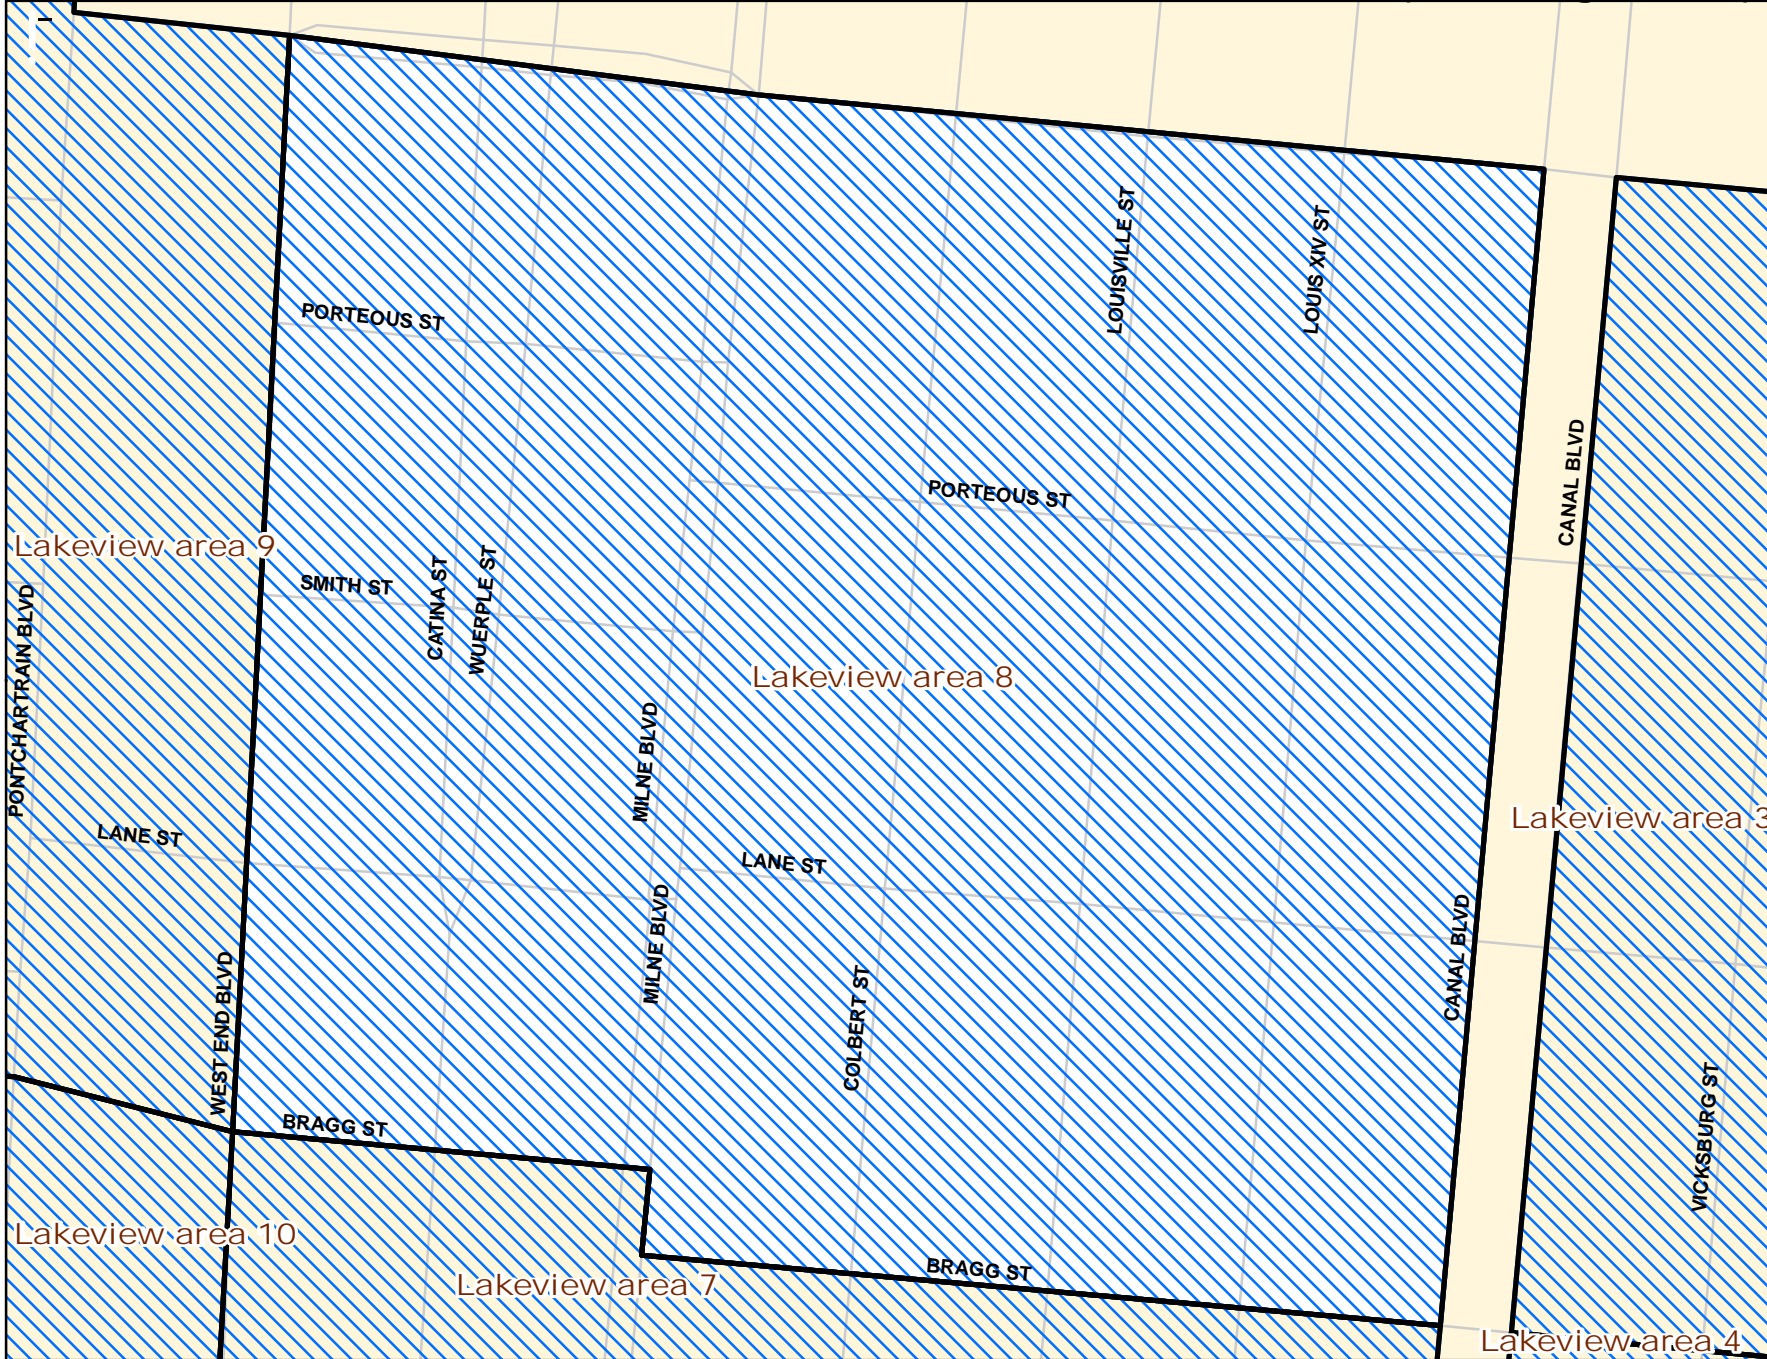 LOUISVILLE ST
LOUIS XIV ST
PORTEOUS ST
CANAL BLVD
PORTEOUS ST
Lakeview area 9
SMITH ST
CATINA ST
WUERPLE ST
PONTCHARTRAIN BLVD
Lakeview area 8
MILNE BLVD
Lakeview area 3
LANE ST
LANE ST
MILNE BLVD
CANAL BLVD
WEST END BLVD
COLBERT ST
BRAGG ST
VICKSBURG ST
Lakeview area 10
BRAGG ST
Lakeview area 7
Lakeview area 4